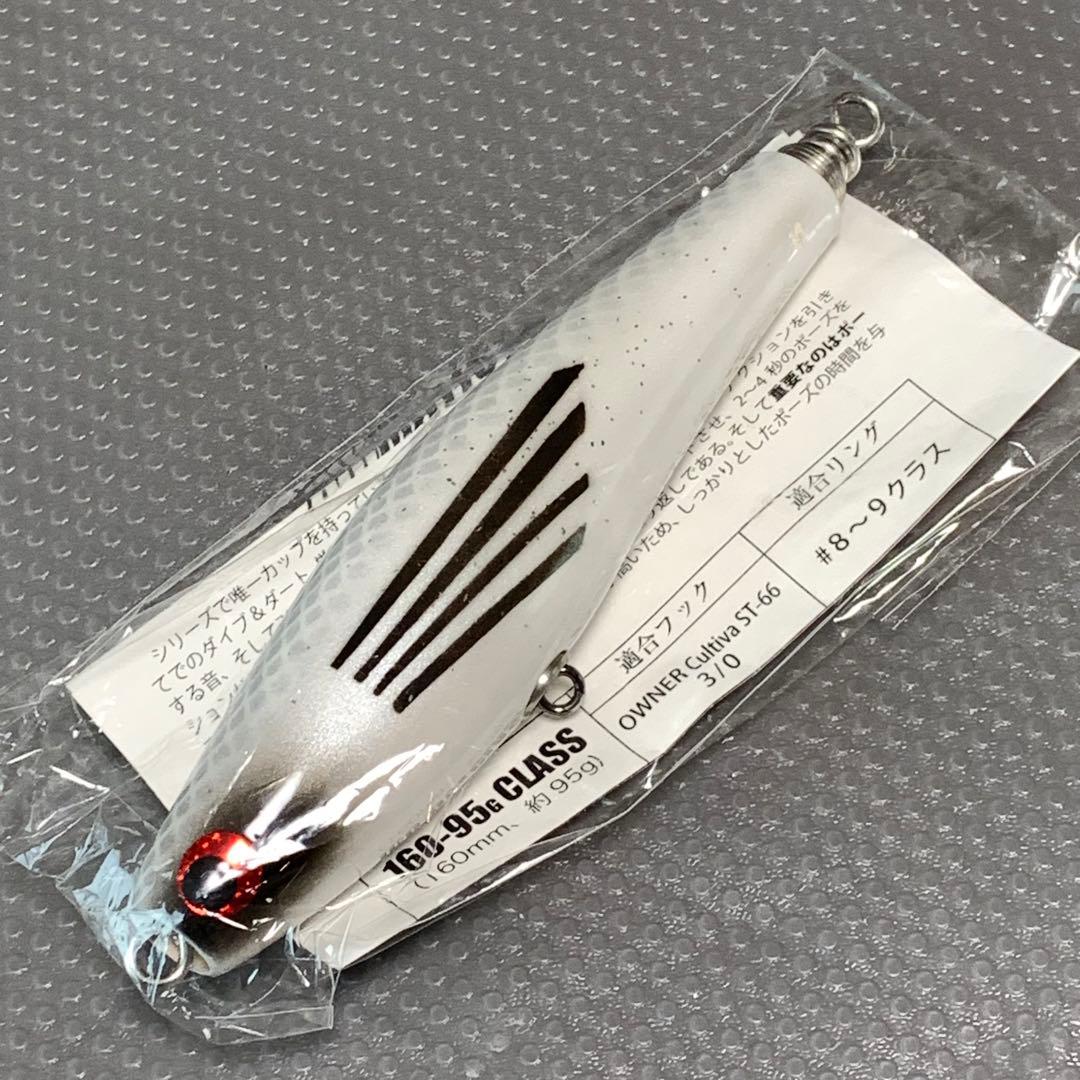 シリーズで唯一カップを持って
てでのダイブ&ダート
する音、そして
ション
クションを引き
させ、2〜4秒のポーズを
返しである。そして重要なのはポー
高いため、しっかりとしたポーズの時間を与
適合フック
適合リング
160-95G CLASS
(160mm、約95g)
OWNER Cultiva ST-66
3/0
#8〜9クラス